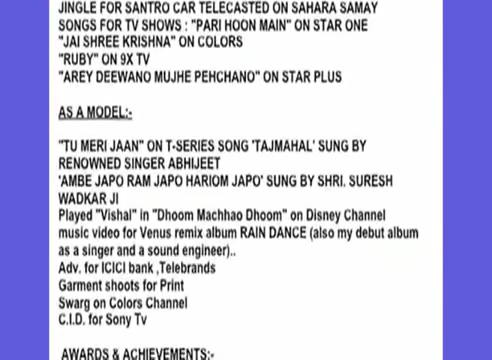 JINGLE FOR SANTRO CAR TELECASTED ON SAHARA SAMAY
SONGS FOR TV SHOWS : "PARI HOON MAIN" ON STAR ONE
"JAI SHREE KRISHNA" ON COLORS
"RUBY" ON 9X TV
"AREY DEEWANO MUJHE PEHCHANO" ON STAR PLUS
AS A MODEL:-
"TU MERI JAAN" ON T-SERIES SONG 'TAJMAHAL' SUNG BY
RENOWNED SINGER ABHIJEET
'AMBE JAPO RAM JAPO HARIOM JAPO' SUNG BY SHRI. SURESH
WADKAR JI
Played "Vishal" in "Dhoom Machhao Dhoom" on Disney Channel
music video for Venus remix album RAIN DANCE (also my debut album
as a singer and a sound engineer)..
Adv. for ICICI bank ,Telebrands
Garment shoots for Print
Swarg on Colors Channel
C.I.D. for Sony Tv
AWARDS & ACHIEVEMENTS:-